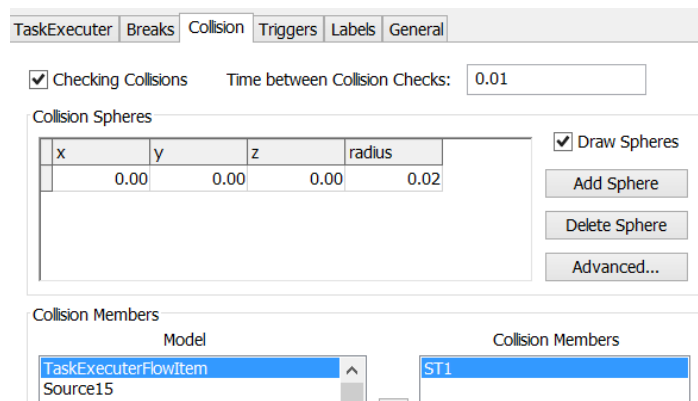 TaskExecuter Breaks Collision Triggers Labels General
Checking Collisions Time between Collision Checks: 0.01
Collision Spheres
x y z radius
0.00 0.00 0.00 0.02
Draw Spheres
Add Sphere
Delete Sphere
Advanced...
Collision Members
Model Collision Members
TaskExecuterFlowItem ST1
Source15